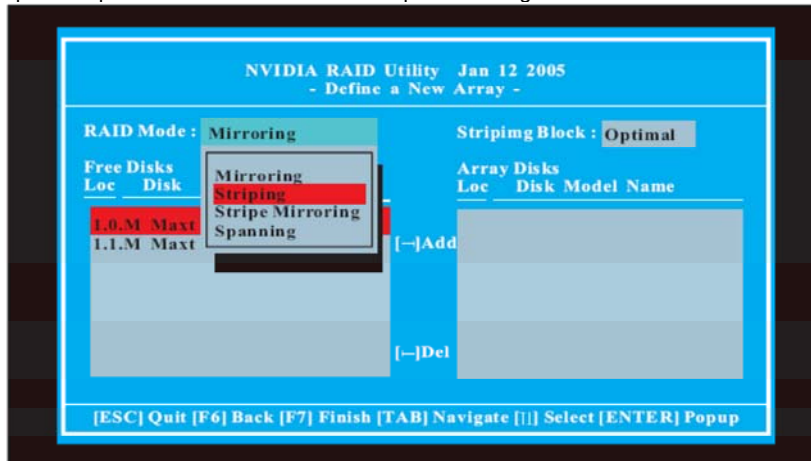 NVIDIA RAID Utility Jan 12 2005
- Define a New Array -
RAID Mode : Mirroring
Stripimg Block : Optimal
Free Disks
Loc Disk
Mirroring
Striping
Stripe Mirroring
Spanning
1.0.M Maxt
1.1.M Maxt
Array Disks
Loc Disk Model Name
[→]Add
[←]Del
[ESC] Quit [F6] Back [F7] Finish [TAB] Navigate [↑↓] Select [ENTER] Popup